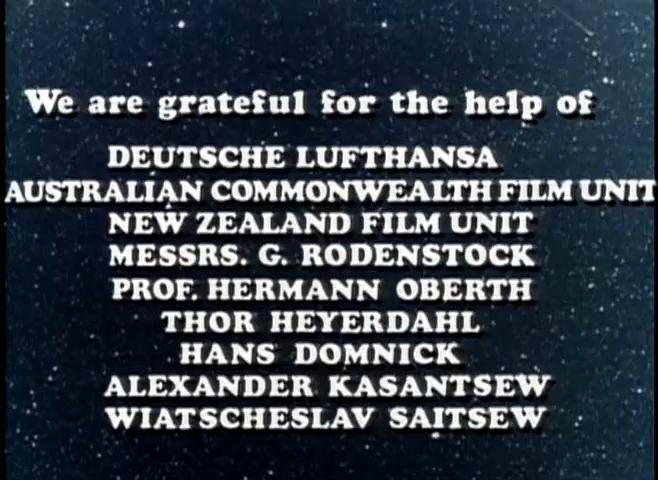 We are grateful for the help of
DEUTSCHE LUFTHANSA
AUSTRALIAN COMMONWEALTH FILM UNIT
NEW ZEALAND FILM UNIT
MESSRS. G. RODENSTOCK
PROF. HERMANN OBERTH
THOR HEYERDAHL
HANS DOMNICK
ALEXANDER KASANTSEW
WIATSCHESLAV SAITSEW